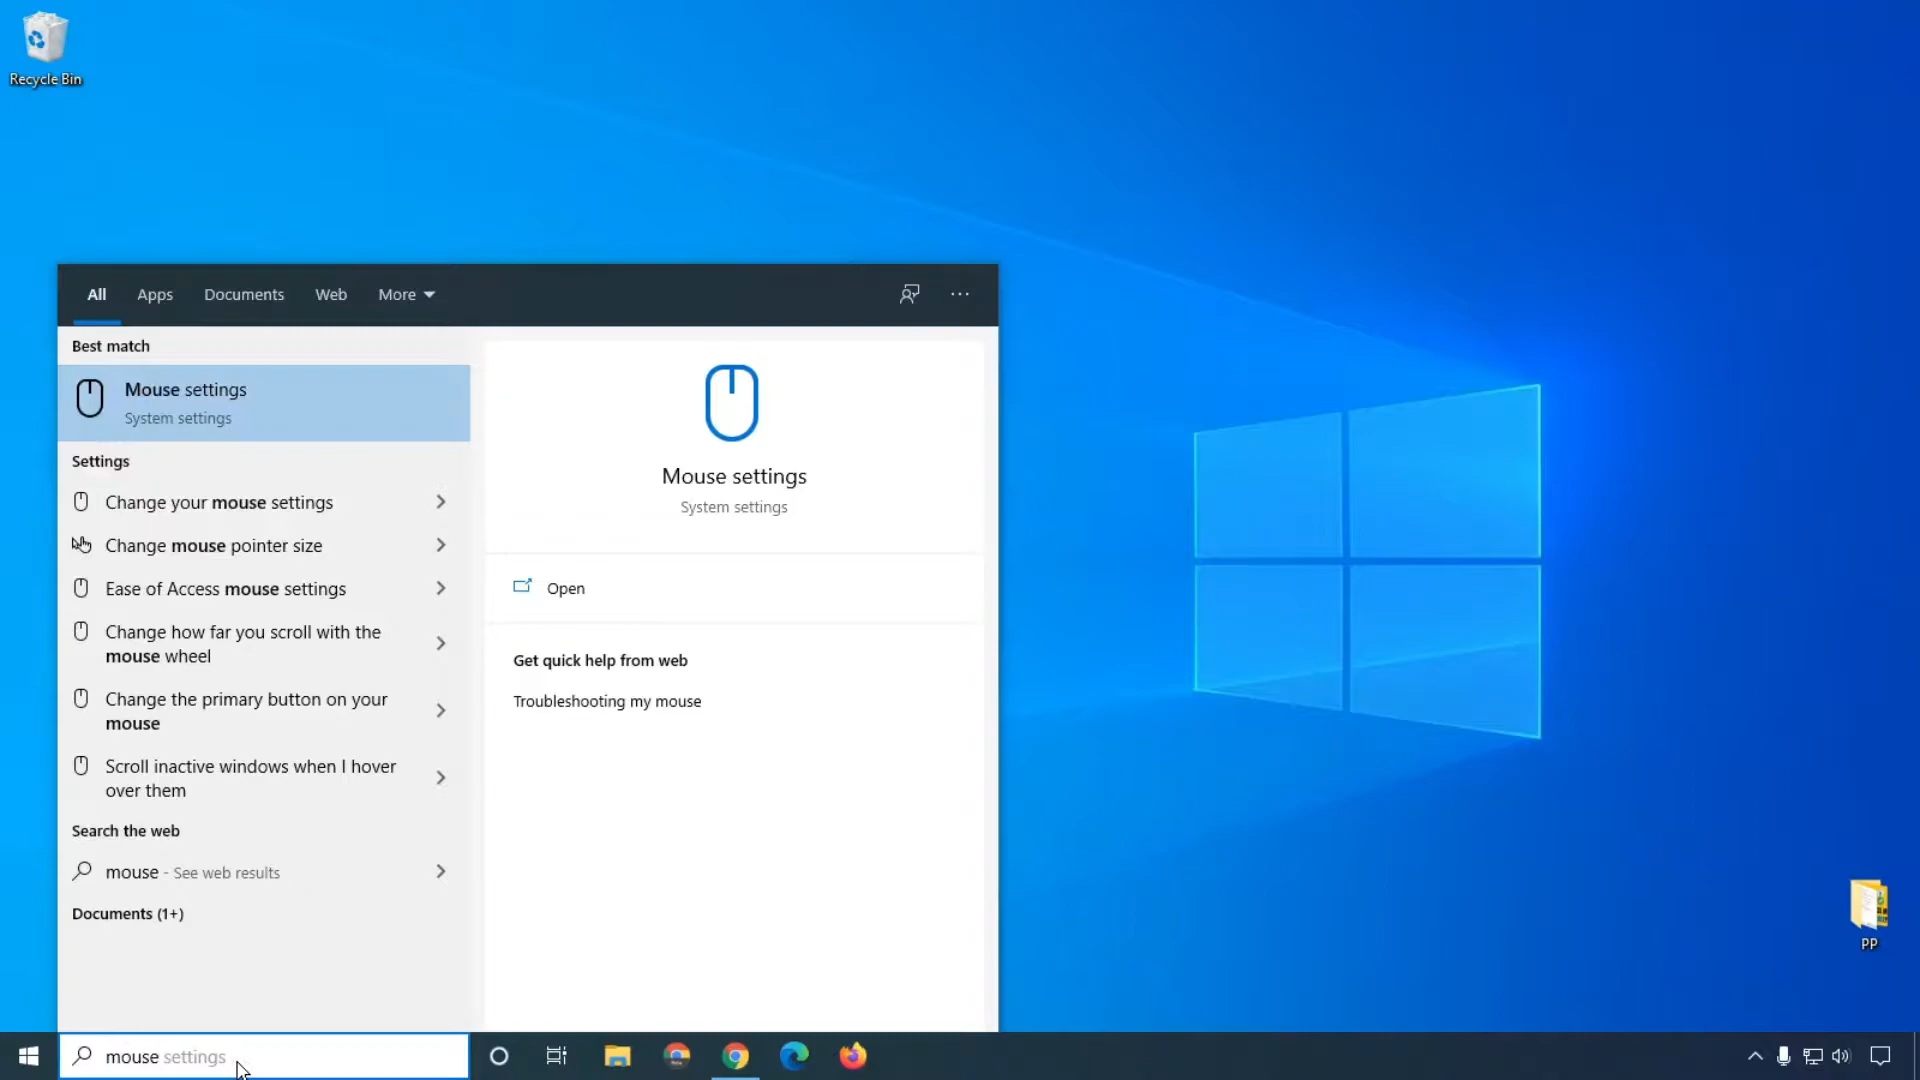 Recycle Bin
All Apps Documents Web More
Best match
Mouse settings
System settings
Settings
Change your mouse settings
Change mouse pointer size
Ease of Access mouse settings
Change how far you scroll with the
mouse wheel
Change the primary button on your
mouse
Scroll inactive windows when I hover
over them
Search the web
mouse - See web results
Documents (1+)
Mouse settings
System settings
Open
Get quick help from web
Troubleshooting my mouse
PP
mouse settings